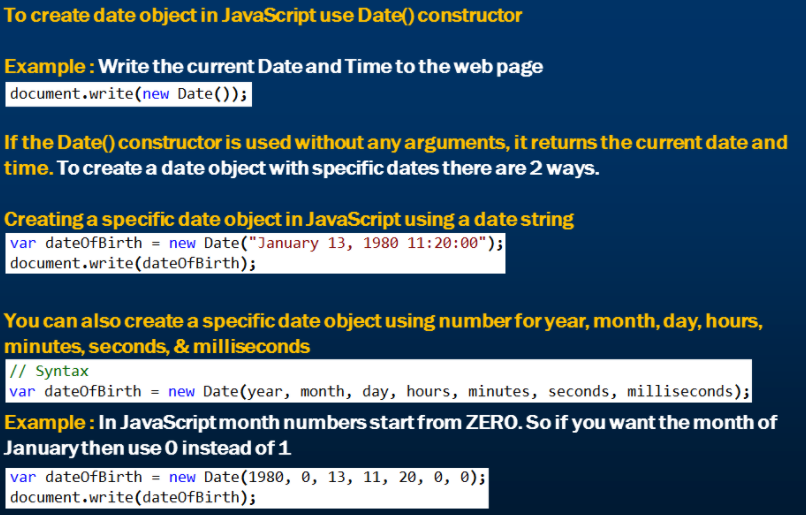 To create date object in JavaScript use Date() constructor
Example : Write the current Date and Time to the web page
document.write(new Date());
If the Date() constructor is used without any arguments, it returns the current date and
time. To create a date object with specific dates there are 2 ways.
Creating a specific date object in JavaScript using a date string
var dateOfBirth = new Date("January 13, 1980 11:20:00");
document.write(dateOfBirth);
You can also create a specific date object using number for year, month, day, hours,
minutes, seconds, & milliseconds
// Syntax
var dateOfBirth = new Date(year, month, day, hours, minutes, seconds, milliseconds);
Example : In JavaScript month numbers start from ZERO. So if you want the month of
January then use 0 instead of 1
var dateOfBirth = new Date(1980, 0, 13, 11, 20, 0, 0);
document.write(dateOfBirth);